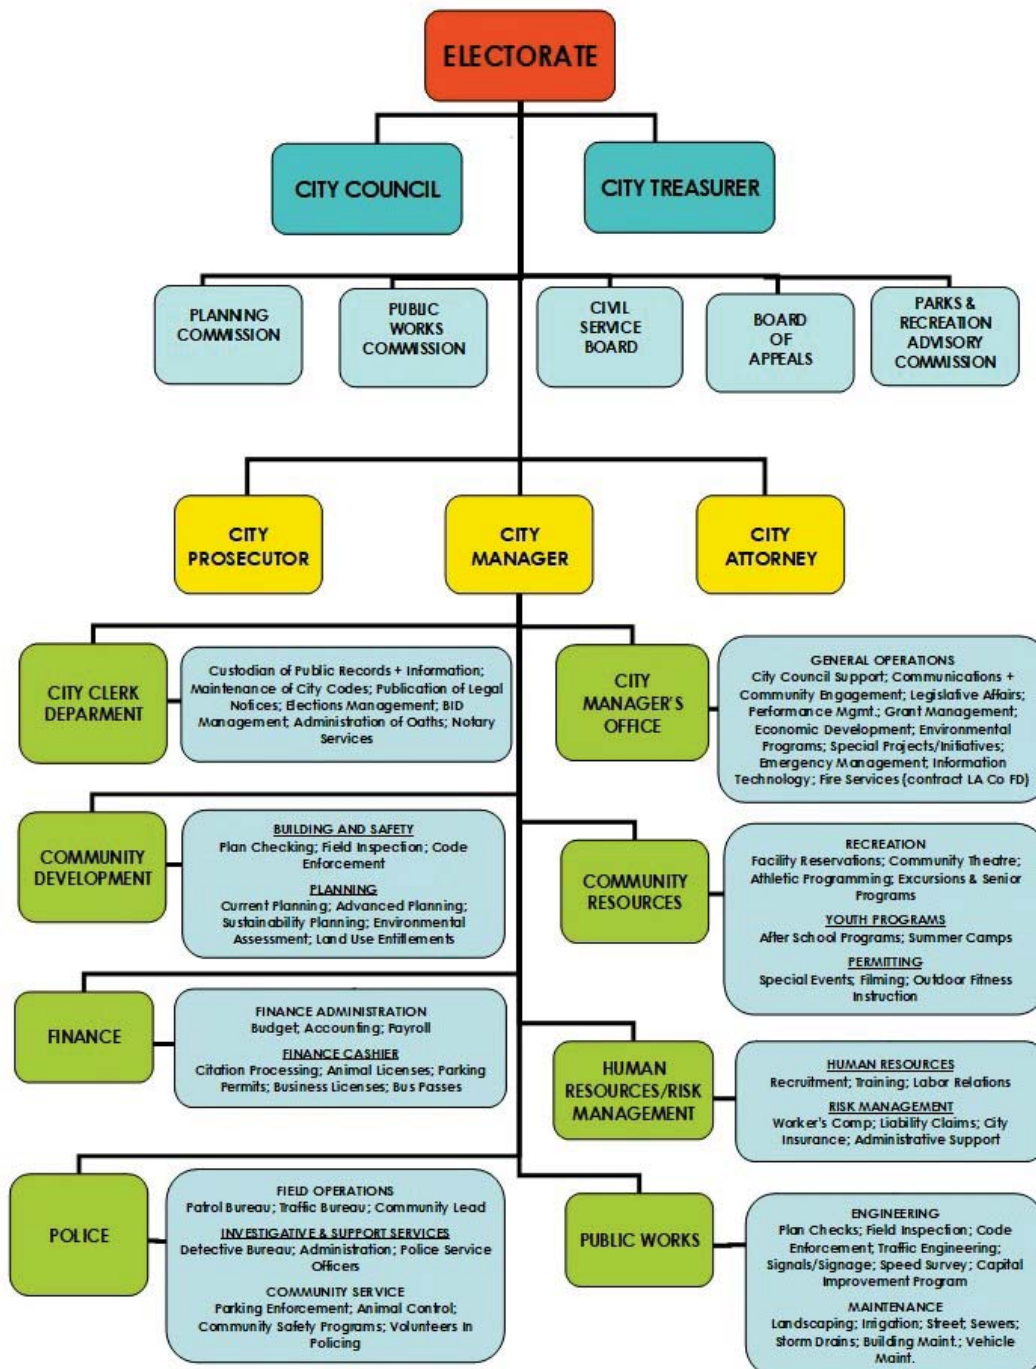 ELECTORATE
CITY COUNCIL
CITY TREASURER
PLANNING
COMMISSION
PUBLIC
WORKS
COMMISSION
CIVIL
SERVICE
BOARD
BOARD
OF
APPEALS
PARKS &
RECREATION
ADVISORY
COMMISSION
CITY
PROSECUTOR
CITY
MANAGER
CITY
ATTORNEY
CITY CLERK
DEPARMENT
Custodian of Public Records + Information;
Maintenance of City Codes; Publication of Legal
Notices; Elections Management; BID
Management; Administration of Oaths; Notary
Services
CITY
MANAGER'S
OFFICE
GENERAL OPERATIONS
City Council Support; Communications +
Community Engagement; Legislative Affairs;
Performance Mgmt.; Grant Management;
Economic Development; Environmental
Programs; Special Projects/Initiatives;
Emergency Management; Information
Technology; Fire Services (contract LA Co FD)
COMMUNITY
DEVELOPMENT
BUILDING AND SAFETY
Plan Checking; Field Inspection; Code
Enforcement
PLANNING
Current Planning; Advanced Planning;
Sustainability Planning; Environmental
Assessment; Land Use Entitlements
COMMUNITY
RESOURCES
RECREATION
Facility Reservations; Community Theatre;
Athletic Programming; Excursions & Senior
Programs
YOUTH PROGRAMS
After School Programs; Summer Camps
PERMITTING
Special Events; Filming; Outdoor Fitness
Instruction
FINANCE
FINANCE ADMINISTRATION
Budget; Accounting; Payroll
FINANCE CASHIER
Citation Processing; Animal Licenses; Parking
Permits; Business Licenses; Bus Passes
HUMAN
RESOURCES/RISK
MANAGEMENT
HUMAN RESOURCES
Recruitment; Training; Labor Relations
RISK MANAGEMENT
Worker's Comp; Liability Claims; City
Insurance; Administrative Support
POLICE
FIELD OPERATIONS
Patrol Bureau; Traffic Bureau; Community Lead
INVESTIGATIVE & SUPPORT SERVICES
Detective Bureau; Administration; Police Service
Officers
COMMUNITY SERVICE
Parking Enforcement; Animal Control;
Community Safety Programs; Volunteers In
Policing
PUBLIC WORKS
ENGINEERING
Plan Checks; Field Inspection; Code
Enforcement; Traffic Engineering;
Signals/Signage; Speed Survey; Capital
Improvement Program
MAINTENANCE
Landscaping; Irrigation; Street; Sewers;
Storm Drains; Building Maint.; Vehicle
Maint.